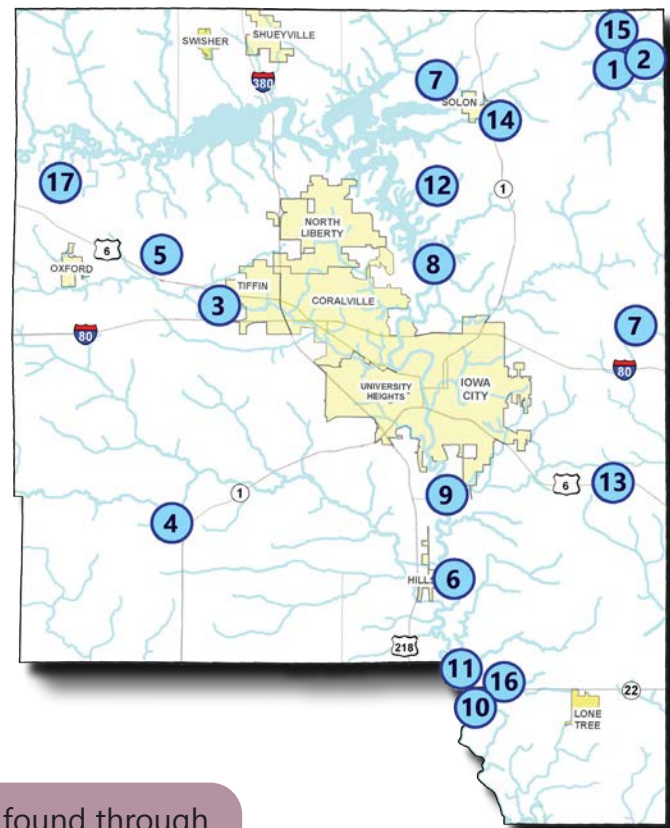 15
SWISHER
SHUEYVILLE
1
2
380
7
SOLON
14
17
12
1
NORTH
LIBERTY
6
5
8
OXFORD
TIFFIN
3
CORALVILLE
7
80
80
UNIVERSITY
HEIGHTS
IOWA
CITY
9
6
13
1
4
6
HILLS
218
11
16
22
10
LONE
TREE
found through